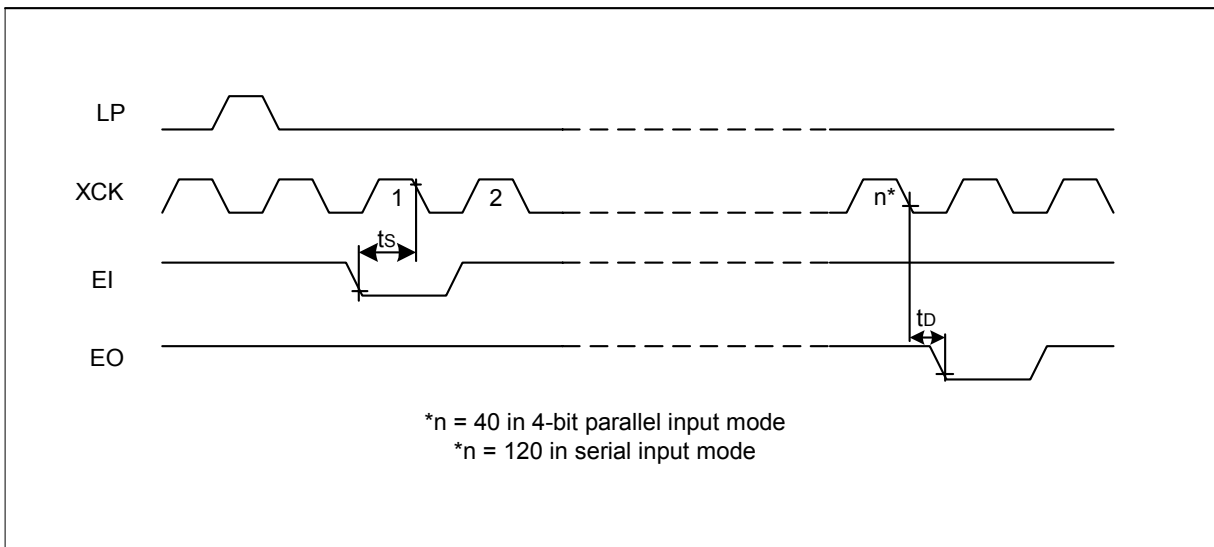 LP
XCK
1
2
n*
ts
EI
tD
EO
*n = 40 in 4-bit parallel input mode
*n = 120 in serial input mode